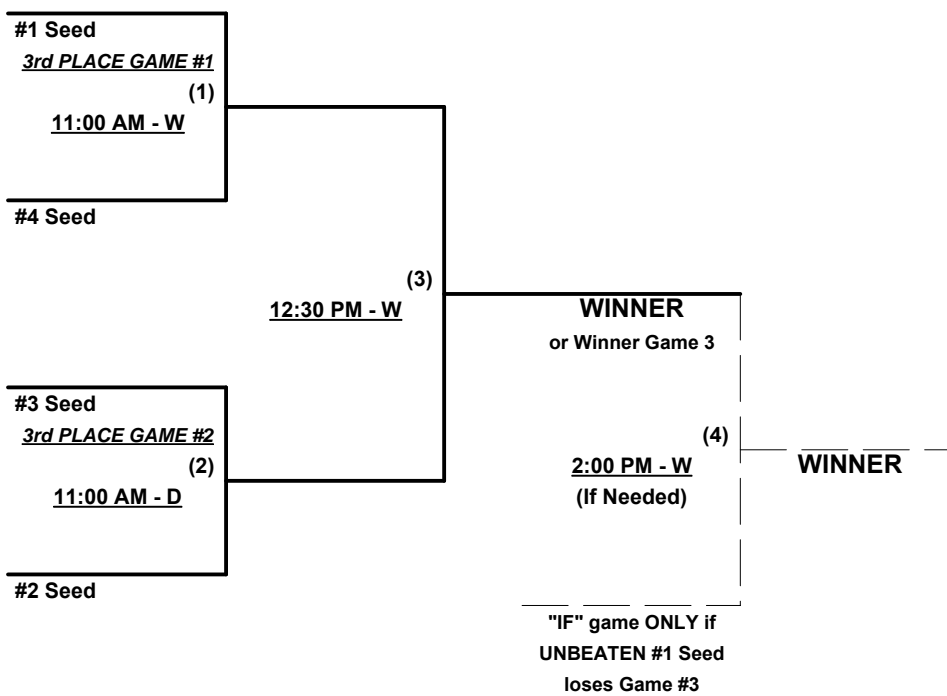 #1 Seed
3rd PLACE GAME #1
(1)
11:00 AM - W
#4 Seed
(3)
12:30 PM - W
WINNER
or Winner Game 3
#3 Seed
3rd PLACE GAME #2
(2)
11:00 AM - D
#2 Seed
(4)
2:00 PM - W
(If Needed)
WINNER
"IF" game ONLY if
UNBEATEN #1 Seed
loses Game #3